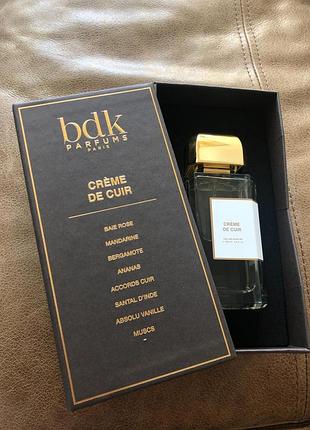 bdk
PARFUMS
PARIS
CRÈME
DE CUIR
BAIE ROSE
MANDARINE
BERGAMOTE
ANANAS
ACCORDS CUIR
SANTAL D'INDE
ABSOLU VANILLE
MUSCS
CRÈME
DE CUIR